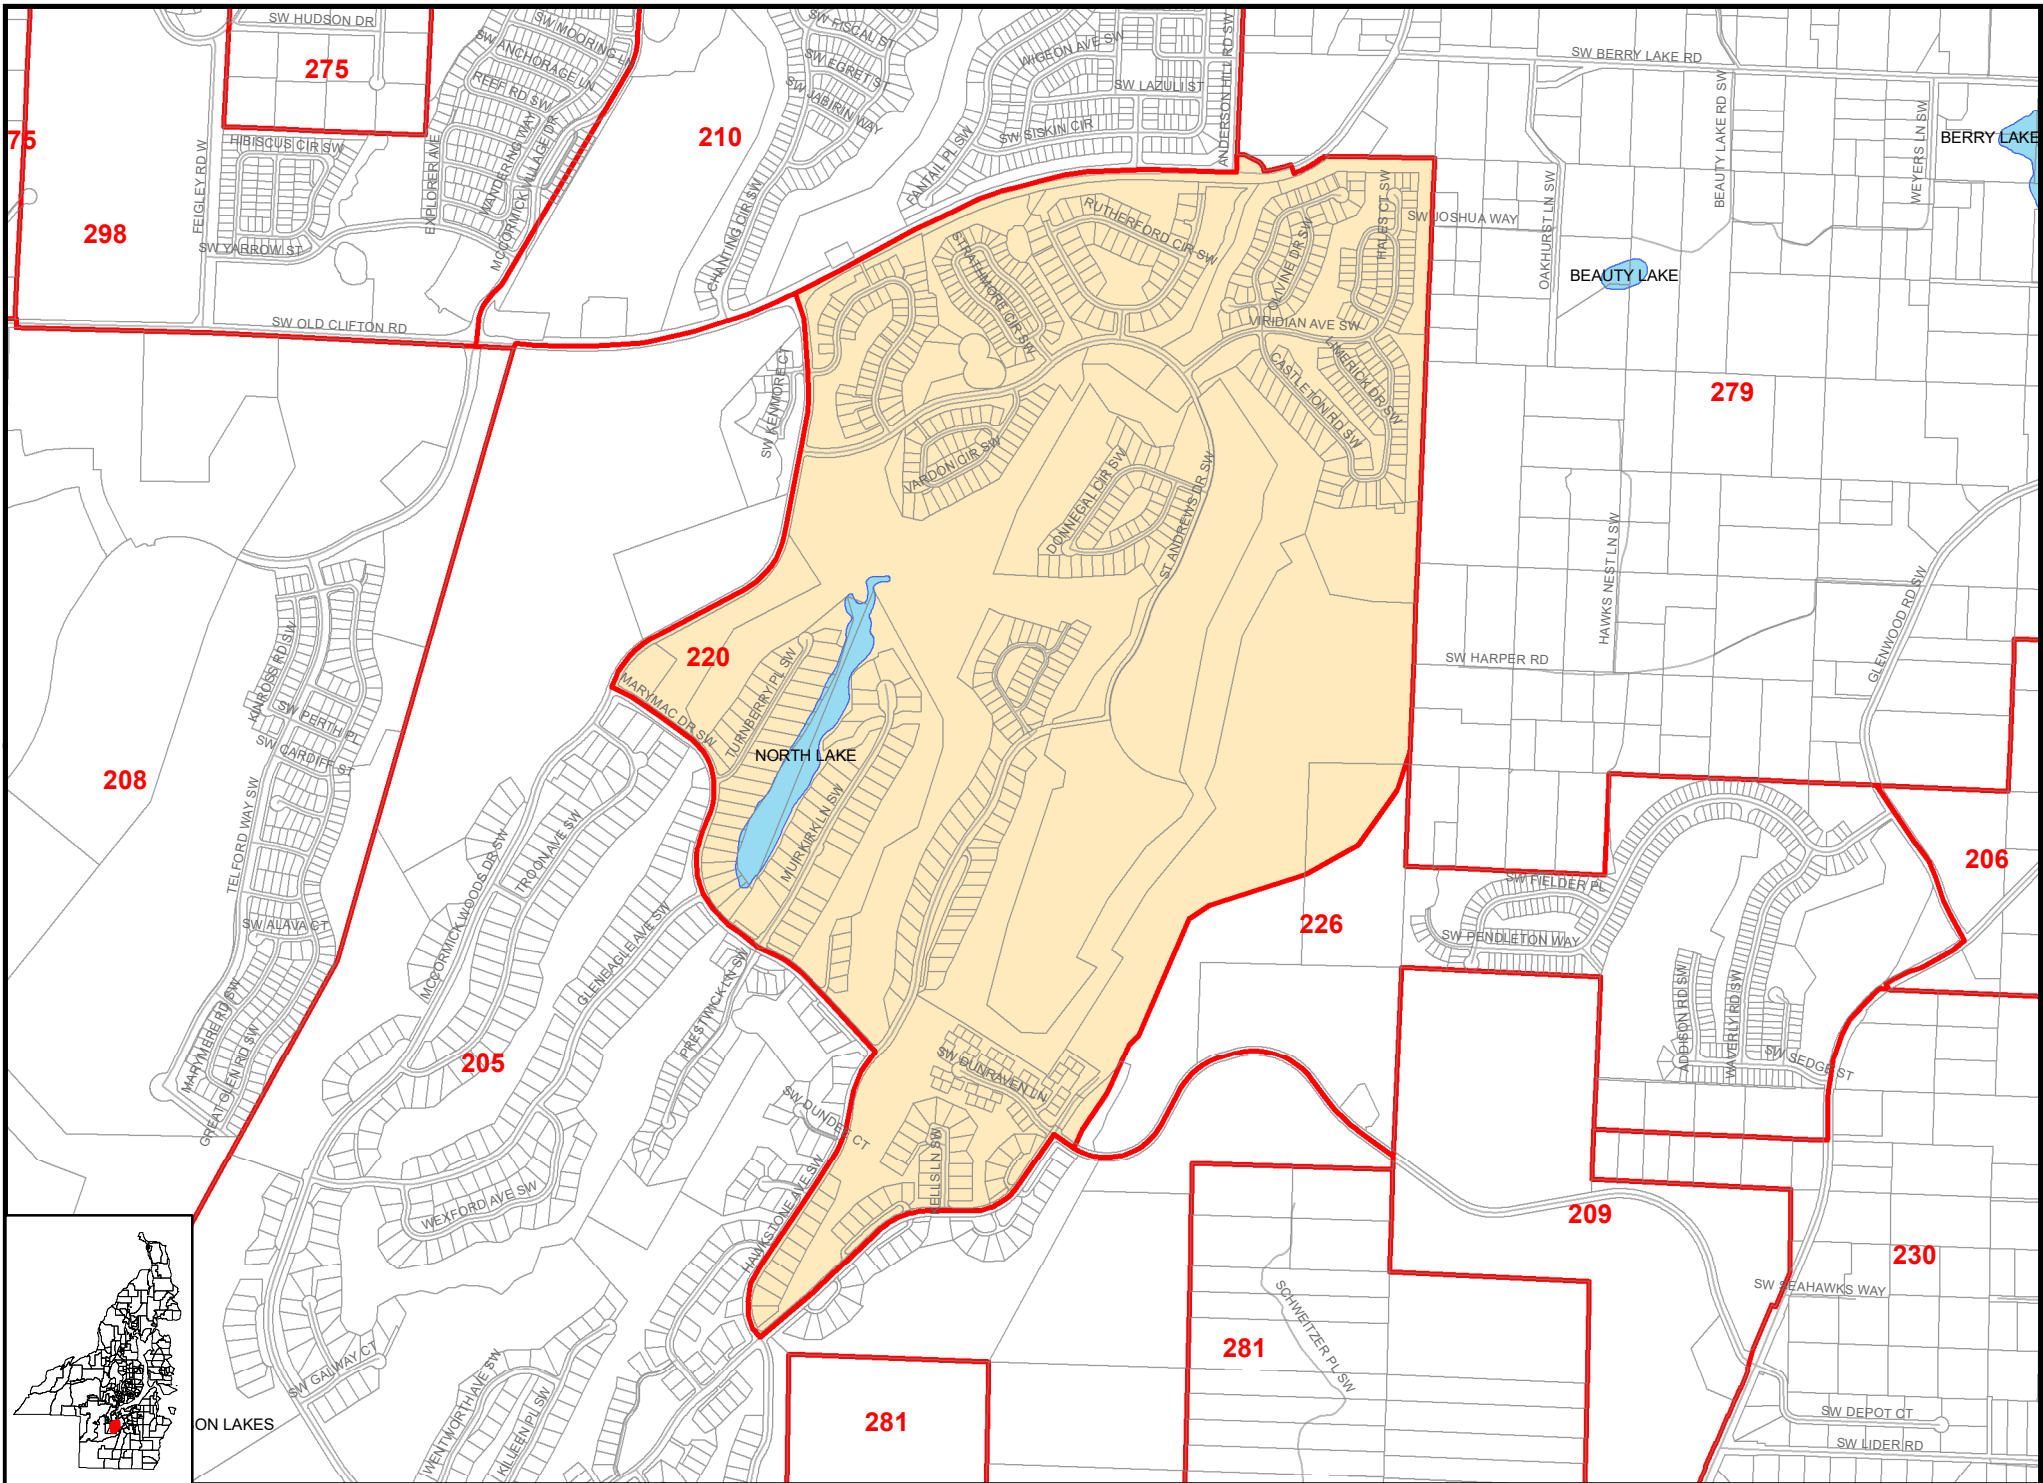 SW HUDSON DR
275
SW MOORING LN
SW ANCHORAGE LN
REEF RD SW
SW FISCAL ST
SW EGRET ST
SW JABIRIN WAY
WIGEON AVE SW
SW LAZULI ST
SW SISKIN CIR
ANDERSON HILL RD SW
SW BERRY LAKE RD
BEAUTY LAKE RD SW
WEYERS LN SW
BERRY LAKE
75
HIBISCUS CIR SW
210
298
FEIGLEY RD W
SW YARROW ST
EXPLORER AVE
WANDERING WAY
MCCORMICK VILLAGE DR
CHANTING CIR SW
FANTAIL PL SW
SW OLD CLIFTON RD
RUTHERFORD CIR SW
STRATHMORE CIR SW
OLIVINE DR SW
HALES CT SW
SW JOSHUA WAY
OAKHURST LN SW
BEAUTY LAKE
VIRIDIAN AVE SW
LIMERICK DR SW
CASTLETON RD SW
279
SW KENMORE CT
VARDON CIR SW
DONNEGAL CIR SW
ST ANDREWS DR SW
HAWKS NEST LN SW
GLENWOOD RD SW
SW HARPER RD
KINROSS RD SW
SW PERTH PL
SW CARDIFF ST
220
MARYMAC DR SW
TURNBERRY PL SW
NORTH LAKE
MUIRKIRK LN SW
208
TELFORD WAY SW
SW ALAVA CT
MARYMERE RD SW
GREAT GLEN RD SW
MCCORMICK WOODS DR SW
TROON AVE SW
GLENEAGLE AVE SW
PRESTWICK LN SW
205
226
206
SW FIELDER PL
SW PENDLETON WAY
ADDISON RD SW
WAVERLY RD SW
SW SEDGE ST
SW DUNRAVEN LN
SW DUNDEE CT
KELLS LN SW
HAWKSTONE AVE SW
WEXFORD AVE SW
209
230
SW SEAHAWKS WAY
SCHWEITZER PL SW
281
SW GALWAY CT
WENTWORTH AVE SW
KILLEEN PL SW
281
ON LAKES
SW DEPOT CT
SW LIDER RD